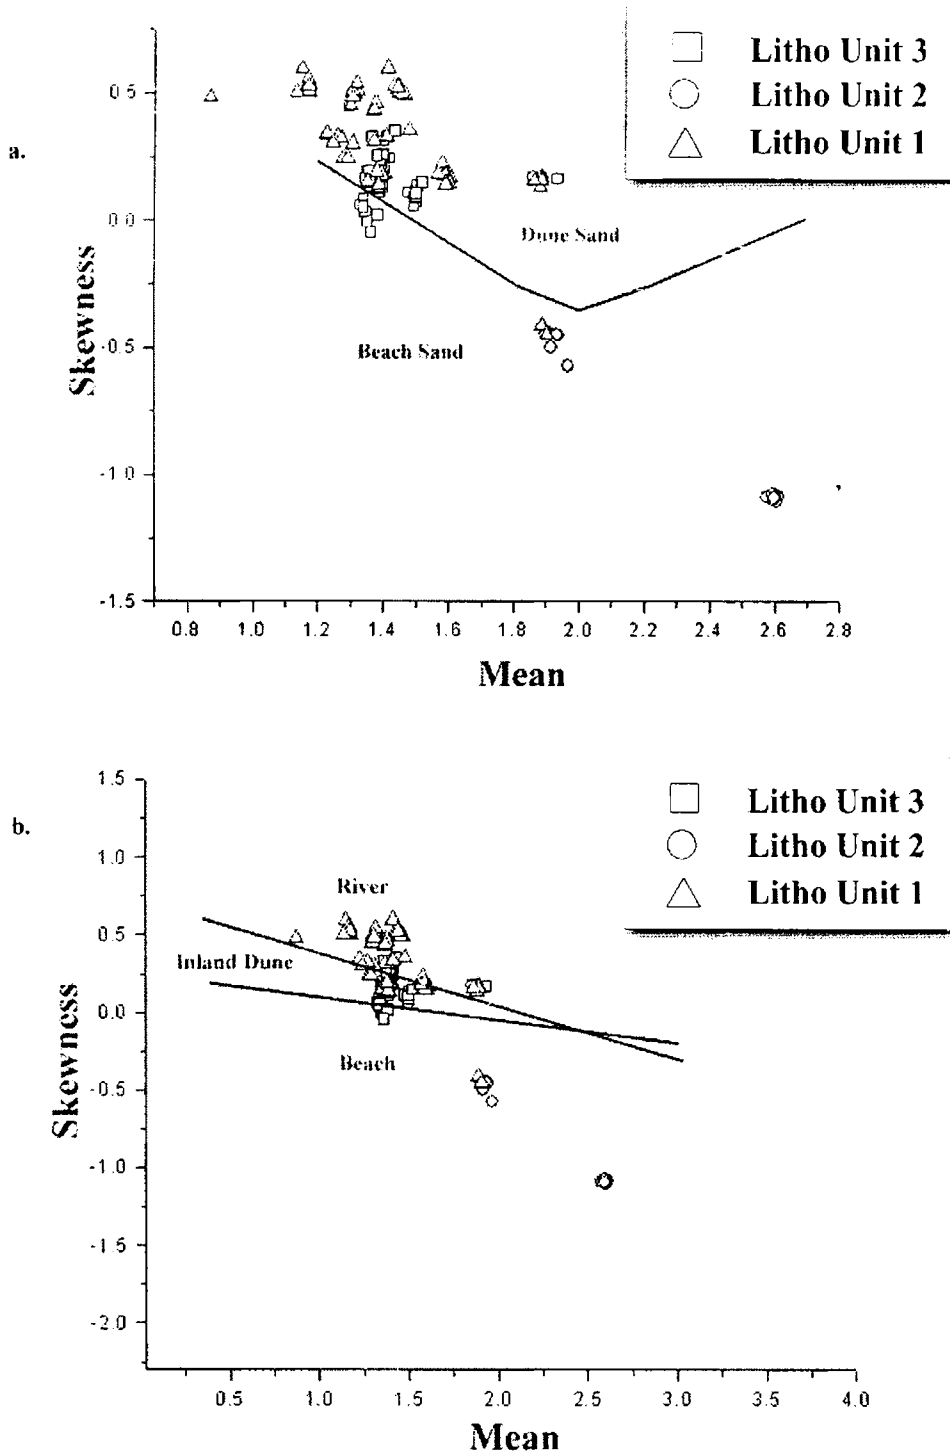 Litho Unit 3
Litho Unit 2
Litho Unit 1
a.
0.5
0.0
-0.5
-1.0
-1.5
Skewness
Dune Sand
Beach Sand
0.8 1.0 1.2 1.4 1.6 1.8 2.0 2.2 2.4 2.6 2.8
Mean
b.
Litho Unit 3
Litho Unit 2
Litho Unit 1
1.5
1.0
0.5
0.0
-0.5
-1.0
-1.5
-2.0
Skewness
River
Inland Dune
Beach
0.5 1.0 1.5 2.0 2.5 3.0 3.5 4.0
Mean